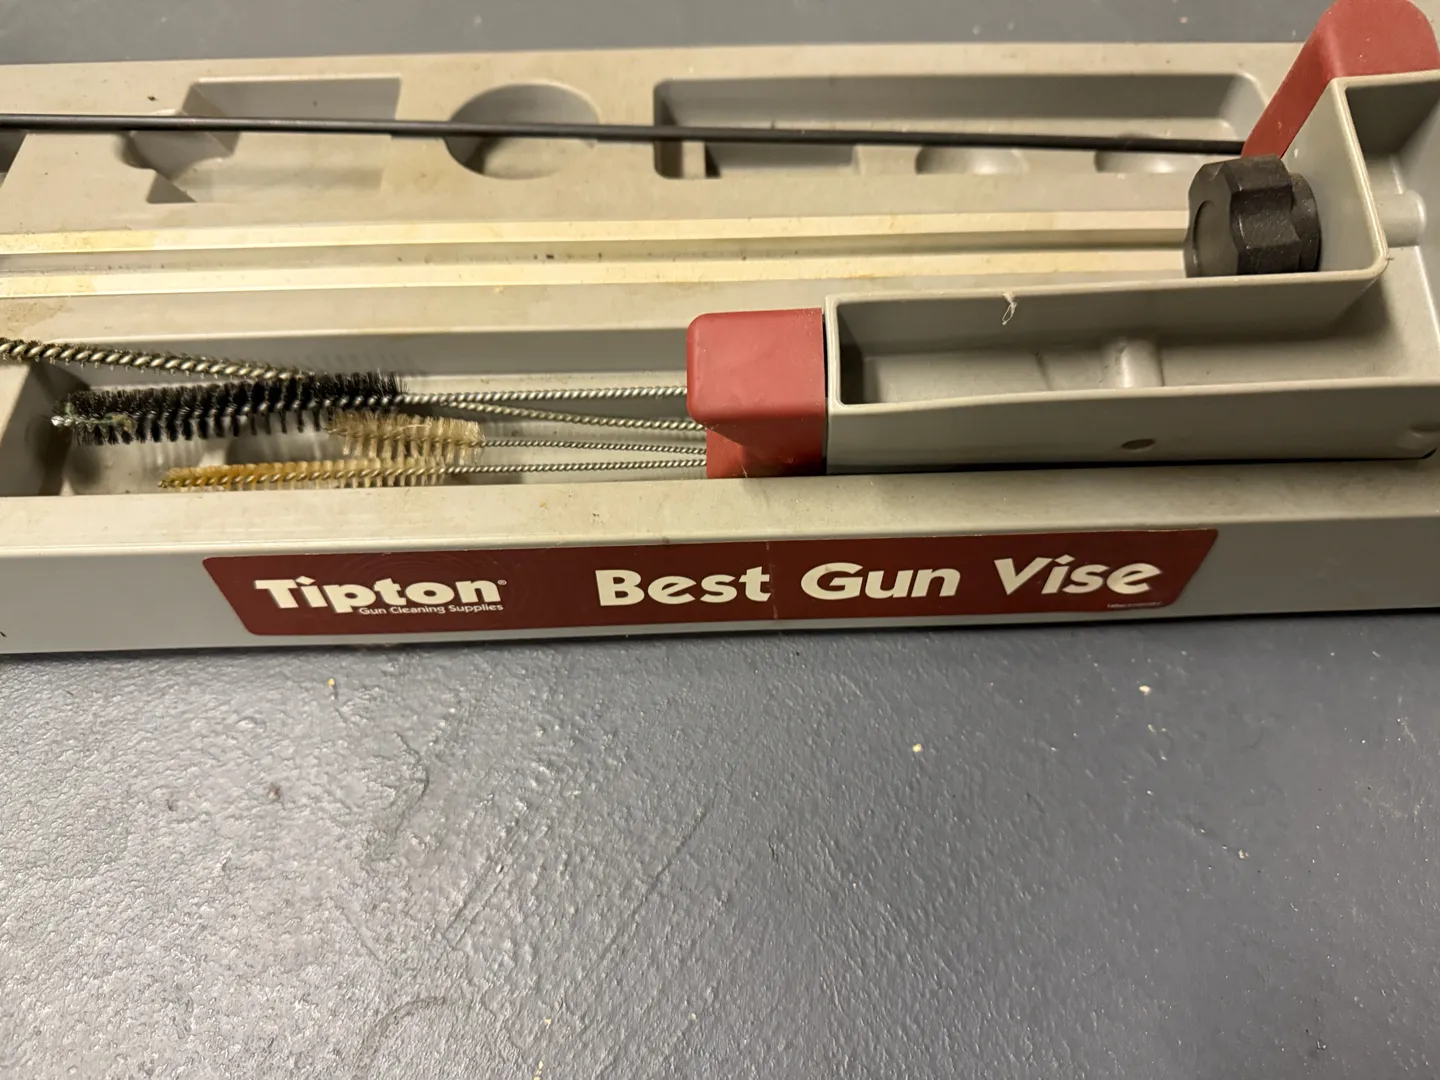 Tipton®
Gun Cleaning Supplies
Best Gun Vise